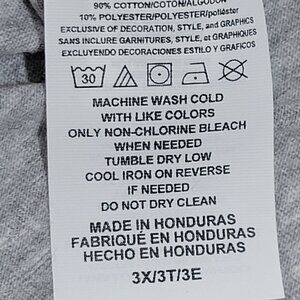 90% COTTON/COTON/ALGODON
10% POLYESTER/POLYESTER/poliéster
EXCLUSIVE OF DECORATION, STYLE, and GRAPHICS
SANS INCLURE GARNITURES, STYLE, et GRAPHIQUES
EXCLUYENDO DECORACIONES ESTILO Y GRAFICOS
30
MACHINE WASH COLD
WITH LIKE COLORS
ONLY NON-CHLORINE BLEACH
WHEN NEEDED
TUMBLE DRY LOW
COOL IRON ON REVERSE
IF NEEDED
DO NOT DRY CLEAN
MADE IN HONDURAS
FABRIQUÉ EN HONDURAS
HECHO EN HONDURAS
3X/3T/3E